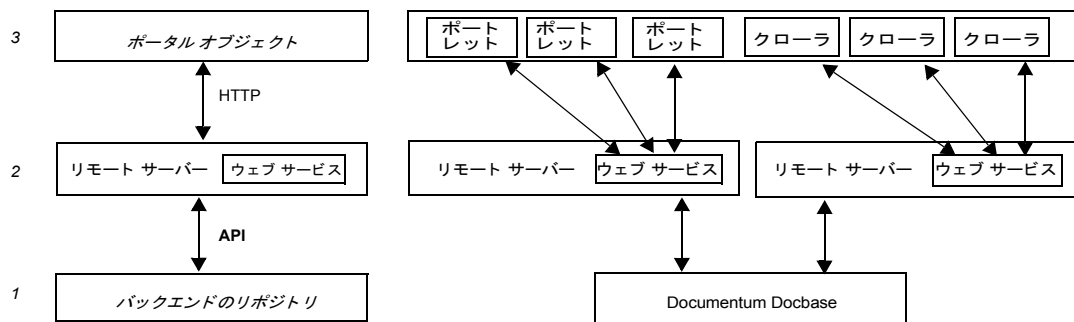 3
ポータル オブジェクト
ポート
レット
ポート
レット
ポート
レット
クローラ
クローラ
クローラ
HTTP
2
リモート サーバー
ウェブ サービス
リモート サーバー
ウェブ サービス
リモート サーバー
ウェブ サービス
API
1
バックエンドのリポジトリ
Documentum Docbase